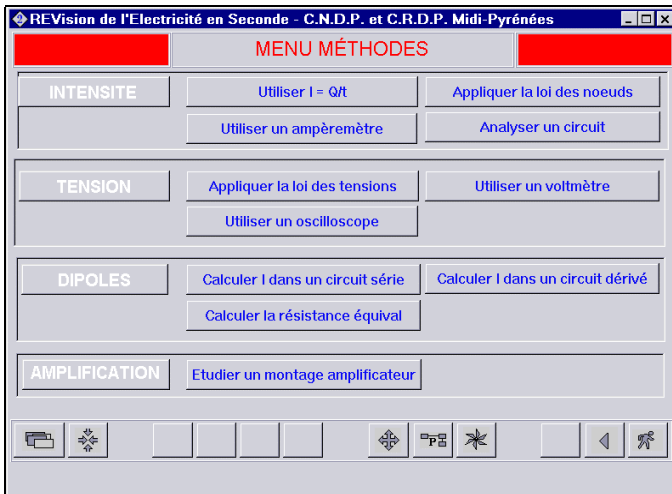 REVision de l'Electricité en Seconde - C.N.D.P. et C.R.D.P. Midi-Pyrénées
MENU MÉTHODES
INTENSITE
Utiliser I = Q/t
Appliquer la loi des noeuds
Utiliser un ampèremètre
Analyser un circuit
TENSION
Appliquer la loi des tensions
Utiliser un voltmètre
Utiliser un oscilloscope
DIPOLES
Calculer I dans un circuit série
Calculer I dans un circuit dérivé
Calculer la résistance équival
AMPLIFICATION
Etudier un montage amplificateur
P